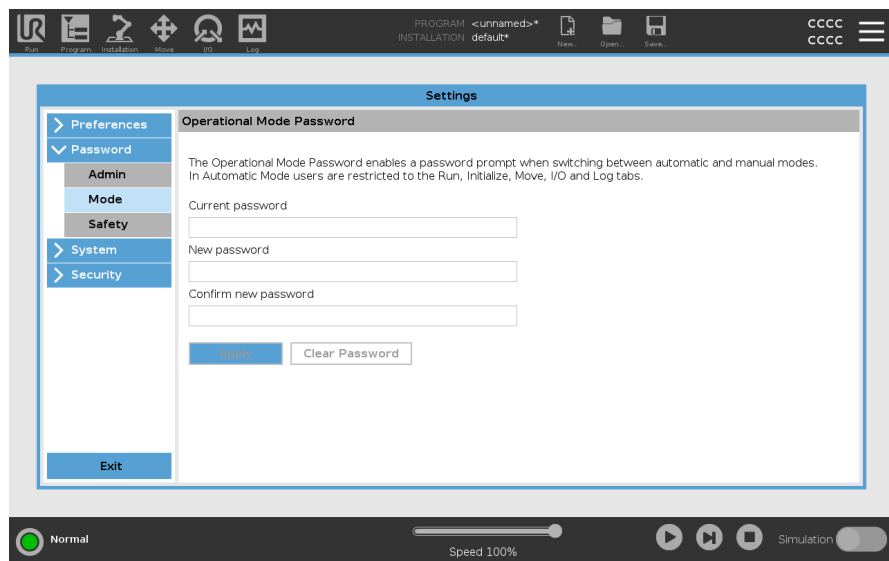 PROGRAM <unnamed>*
INSTALLATION default*
CCCC
CCCC
Run Program Installation Move I/O Log New... Open... Save...
Settings
Preferences
Password
Admin
Mode
Safety
System
Security
Exit
Operational Mode Password
The Operational Mode Password enables a password prompt when switching between automatic and manual modes.
In Automatic Mode users are restricted to the Run, Initialize, Move, I/O and Log tabs.
Current password
New password
Confirm new password
Apply Clear Password
Normal
Speed 100%
Simulation